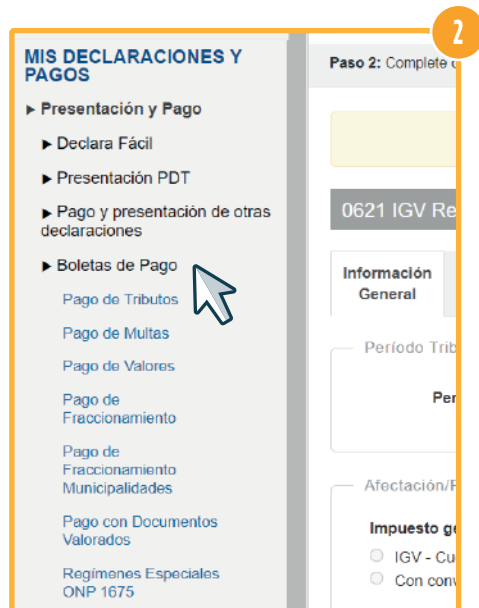 2
MIS DECLARACIONES Y
PAGOS
▸ Presentación y Pago
▸ Declara Fácil
▸ Presentación PDT
▸ Pago y presentación de otras
declaraciones
▸ Boletas de Pago
Pago de Tributos
Pago de Multas
Pago de Valores
Pago de
Fraccionamiento
Pago de
Fraccionamiento
Municipalidades
Pago con Documentos
Valorados
Regímenes Especiales
ONP 1675
Paso 2: Complete
0621 IGV Re
Información
General
Período Trib
Per
Afectación/
Impuesto ge
IGV - Cu
Con conv